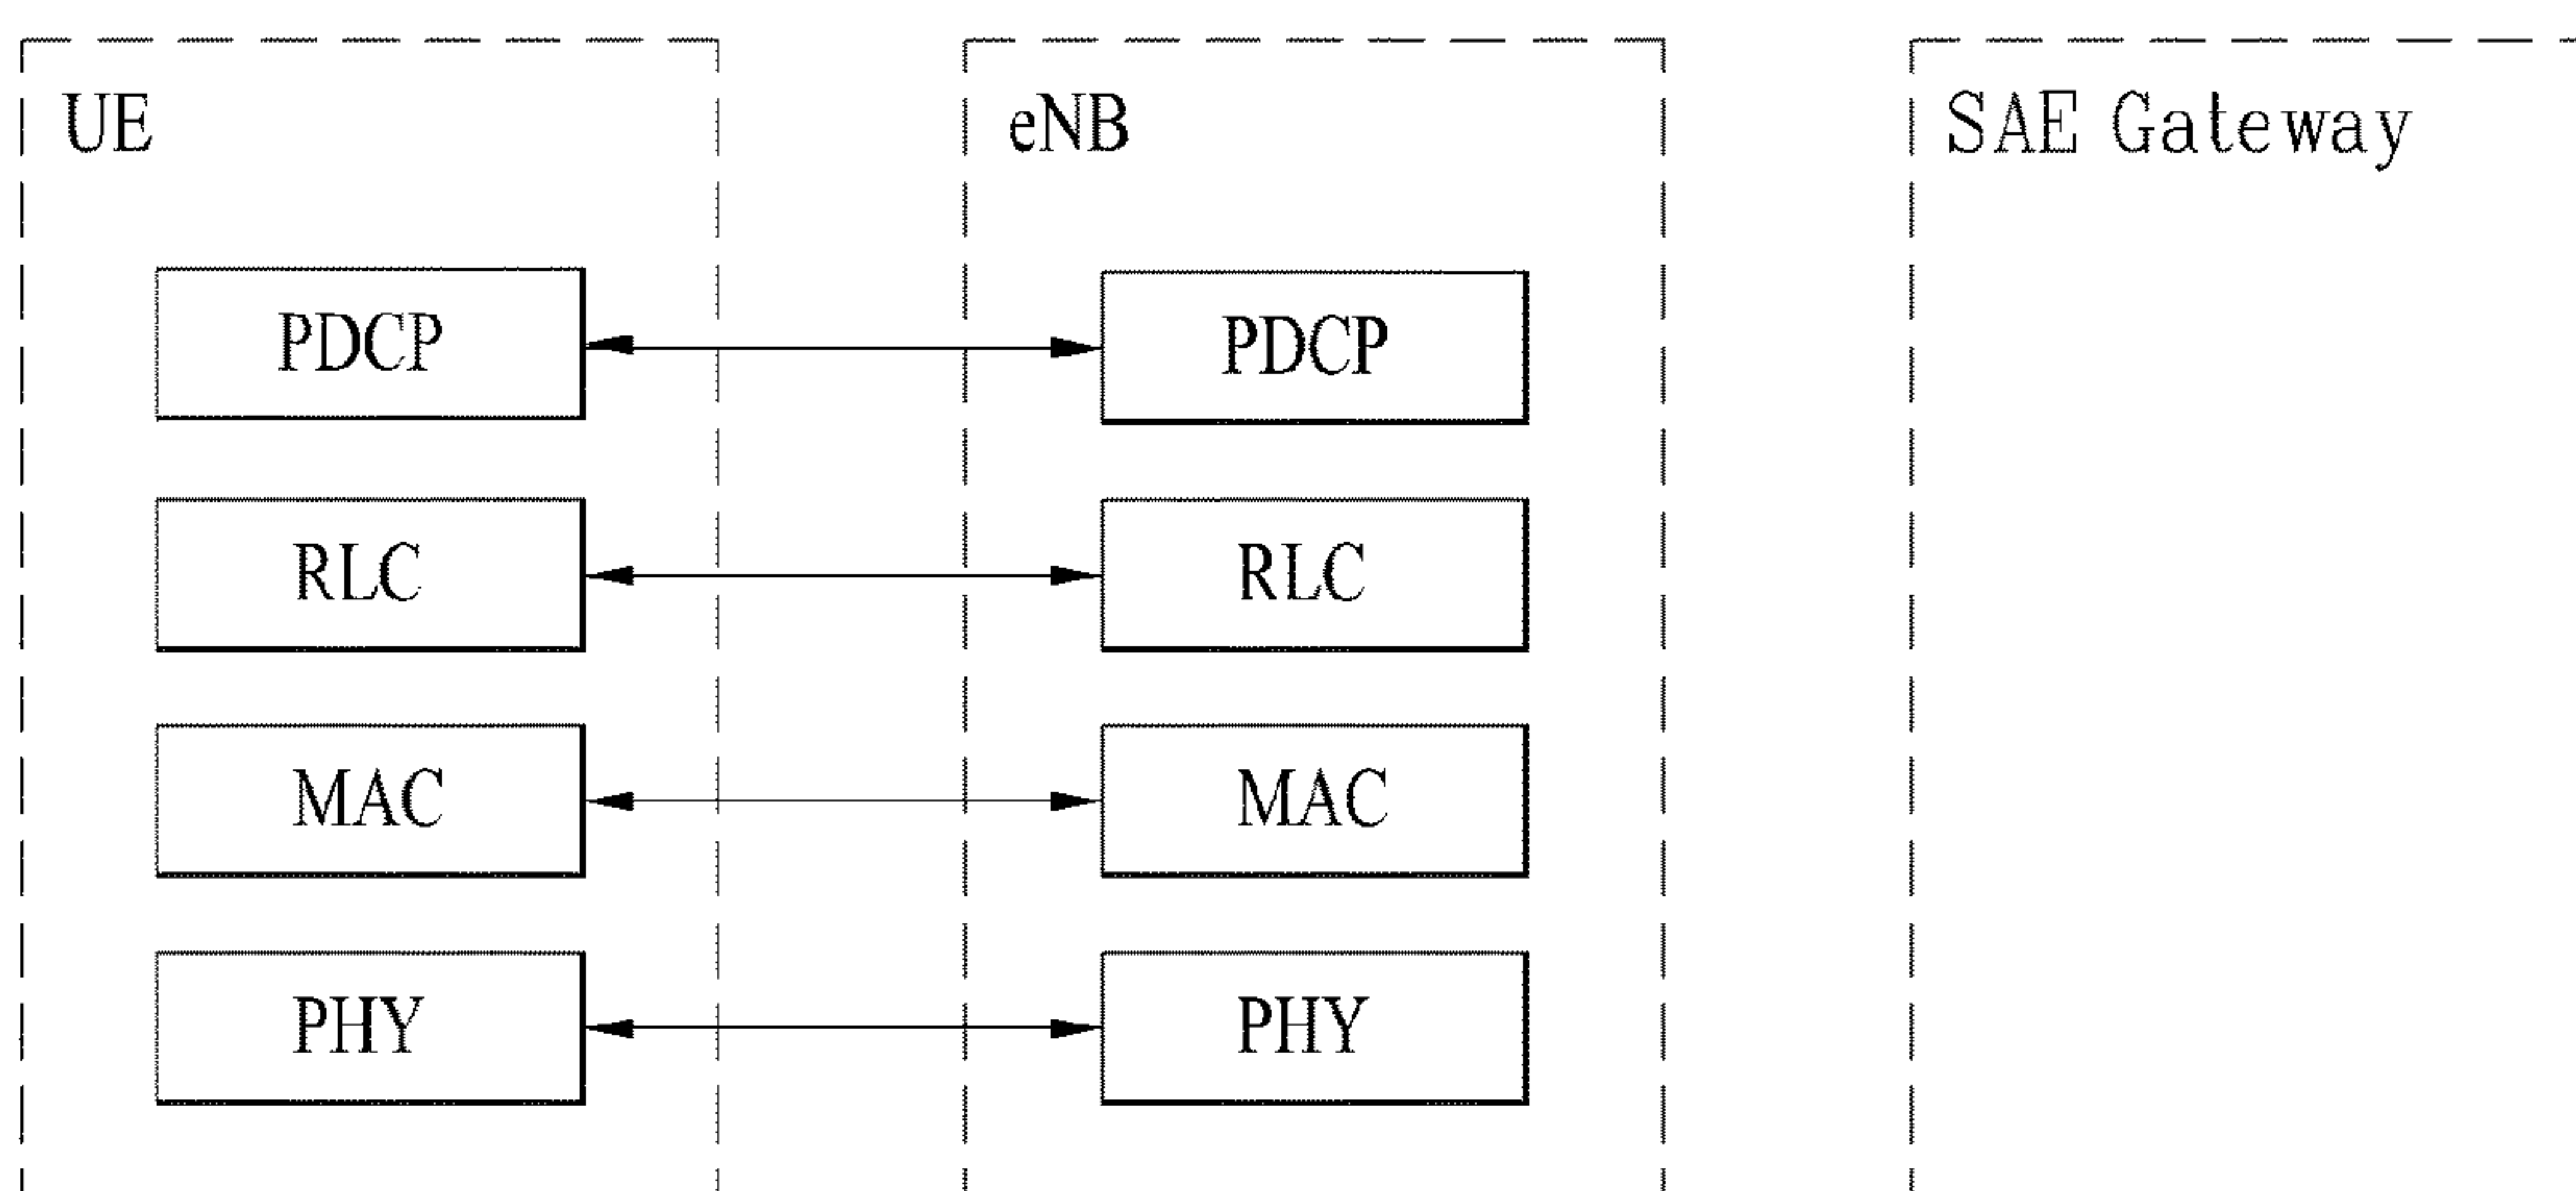 UE
eNB
SAE Gateway
PDCP
PDCP
RLC
RLC
MAC
MAC
PHY
PHY